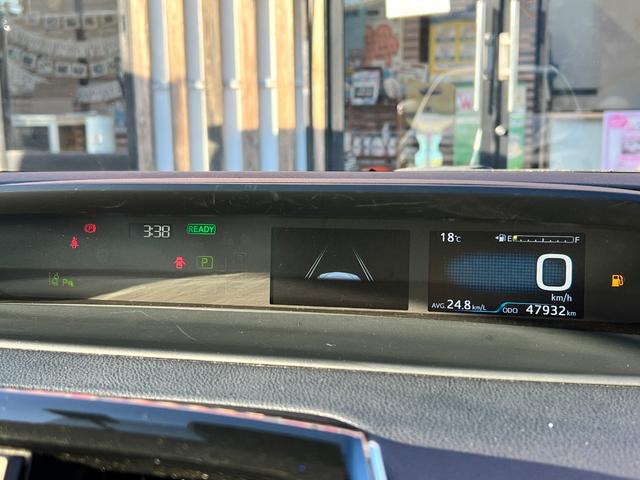 3:38
READY
P
P
18℃
E F
0
km/h
AVG. 24.8 km/L
ODO 47932 km